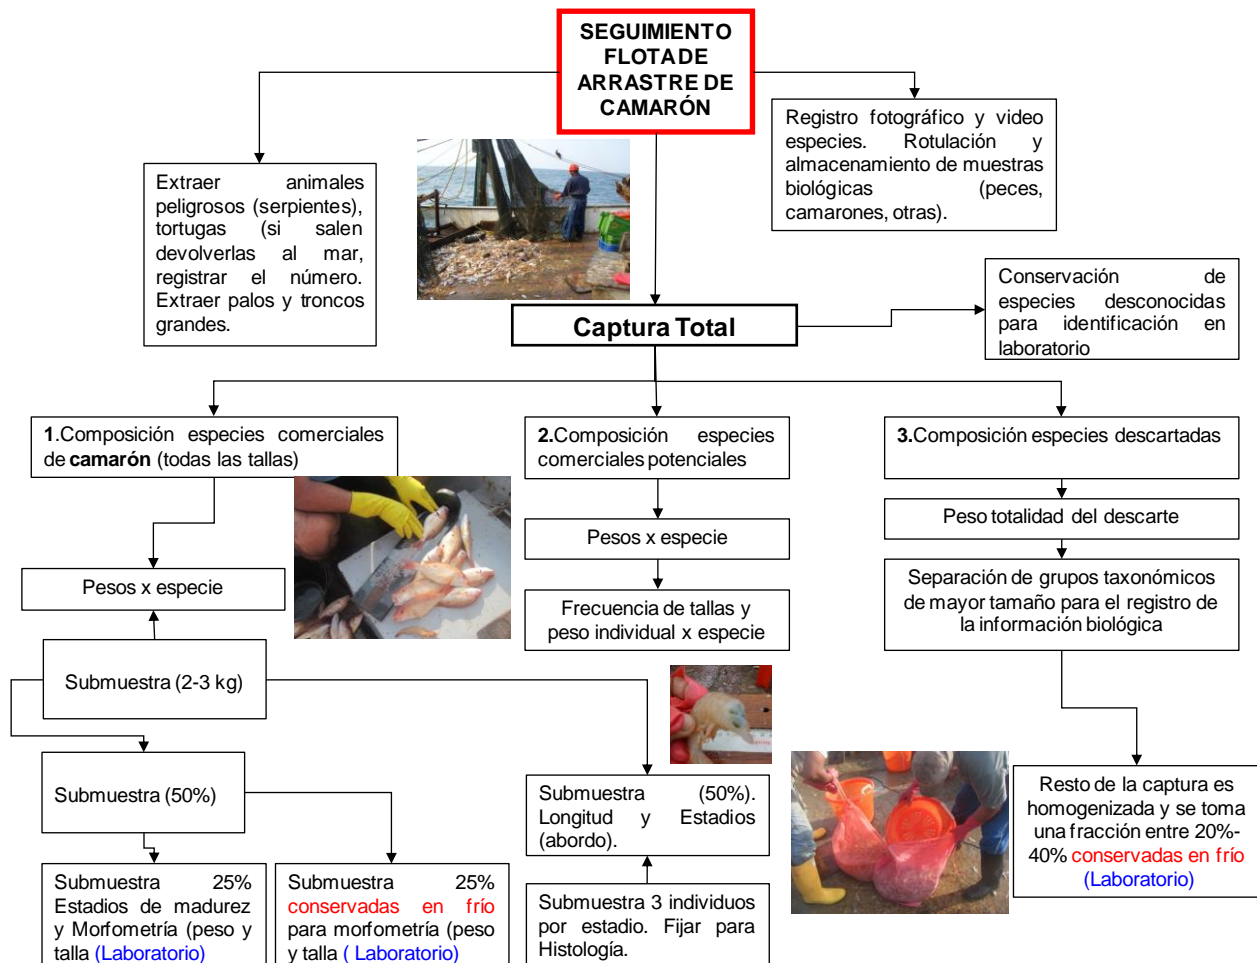 SEGUIMIENTO
FLOTA DE
ARRASTRE DE
CAMARÓN
Registro fotográfico y video
especies. Rotulación y
almacenamiento de muestras
biológicas (peces,
camarones, otras).
Extraer animales
peligrosos (serpientes),
tortugas (si salen
devolverlas al mar,
registrar el número.
Extraer palos y troncos
grandes.
Conservación de
especies desconocidas
para identificación en
laboratorio
Captura Total
1.Composición especies comerciales
de camarón (todas las tallas)
2.Composición especies
comerciales potenciales
3.Composición especies descartadas
Pesos x especie
Pesos x especie
Peso totalidad del descarte
Frecuencia de tallas y
peso individual x especie
Separación de grupos taxonómicos
de mayor tamaño para el registro de
la información biológica
Submuestra (2-3 kg)
Submuestra (50%)
Submuestra (50%).
Longitud y Estadios
(abordo).
Resto de la captura es
homogenizada y se toma
una fracción entre 20%-
40% conservadas en frío
(Laboratorio)
Submuestra 25%
Estadios de madurez
y Morfometría (peso y
talla (Laboratorio)
Submuestra 25%
conservadas en frío
para morfometría (peso
y talla ( Laboratorio)
Submuestra 3 individuos
por estadio. Fijar para
Histología.